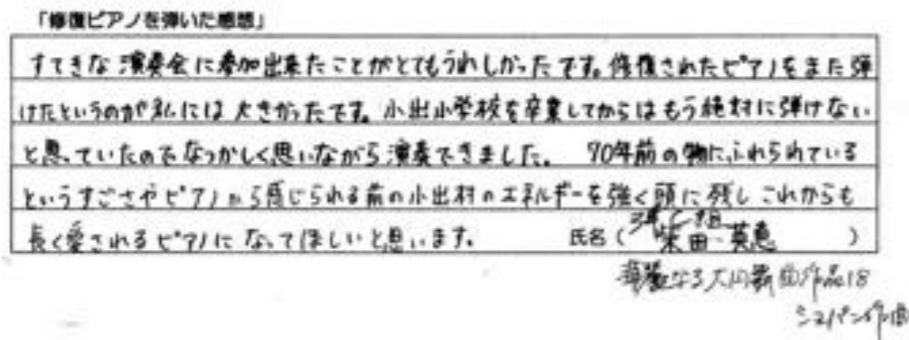 「修復ピアノを弾いた感想」
すてきな演奏会に参加出来たことがとてもうれしかったです。修復されたピアノをまた弾
けたというのが私には大きかったです。小出小学校を卒業してからはもう絶対に弾けない
と思っていたのでなつかしく思いながら演奏できました。 70年前の物にふれられている
というすごさやピアノから感じられる前の小出村のエネルギーを強く頭に残しこれからも
長く愛されるピアノになってほしいと思います。 氏名（柴田 英恵）
華麗なる大円舞曲作品18
ショパン作曲